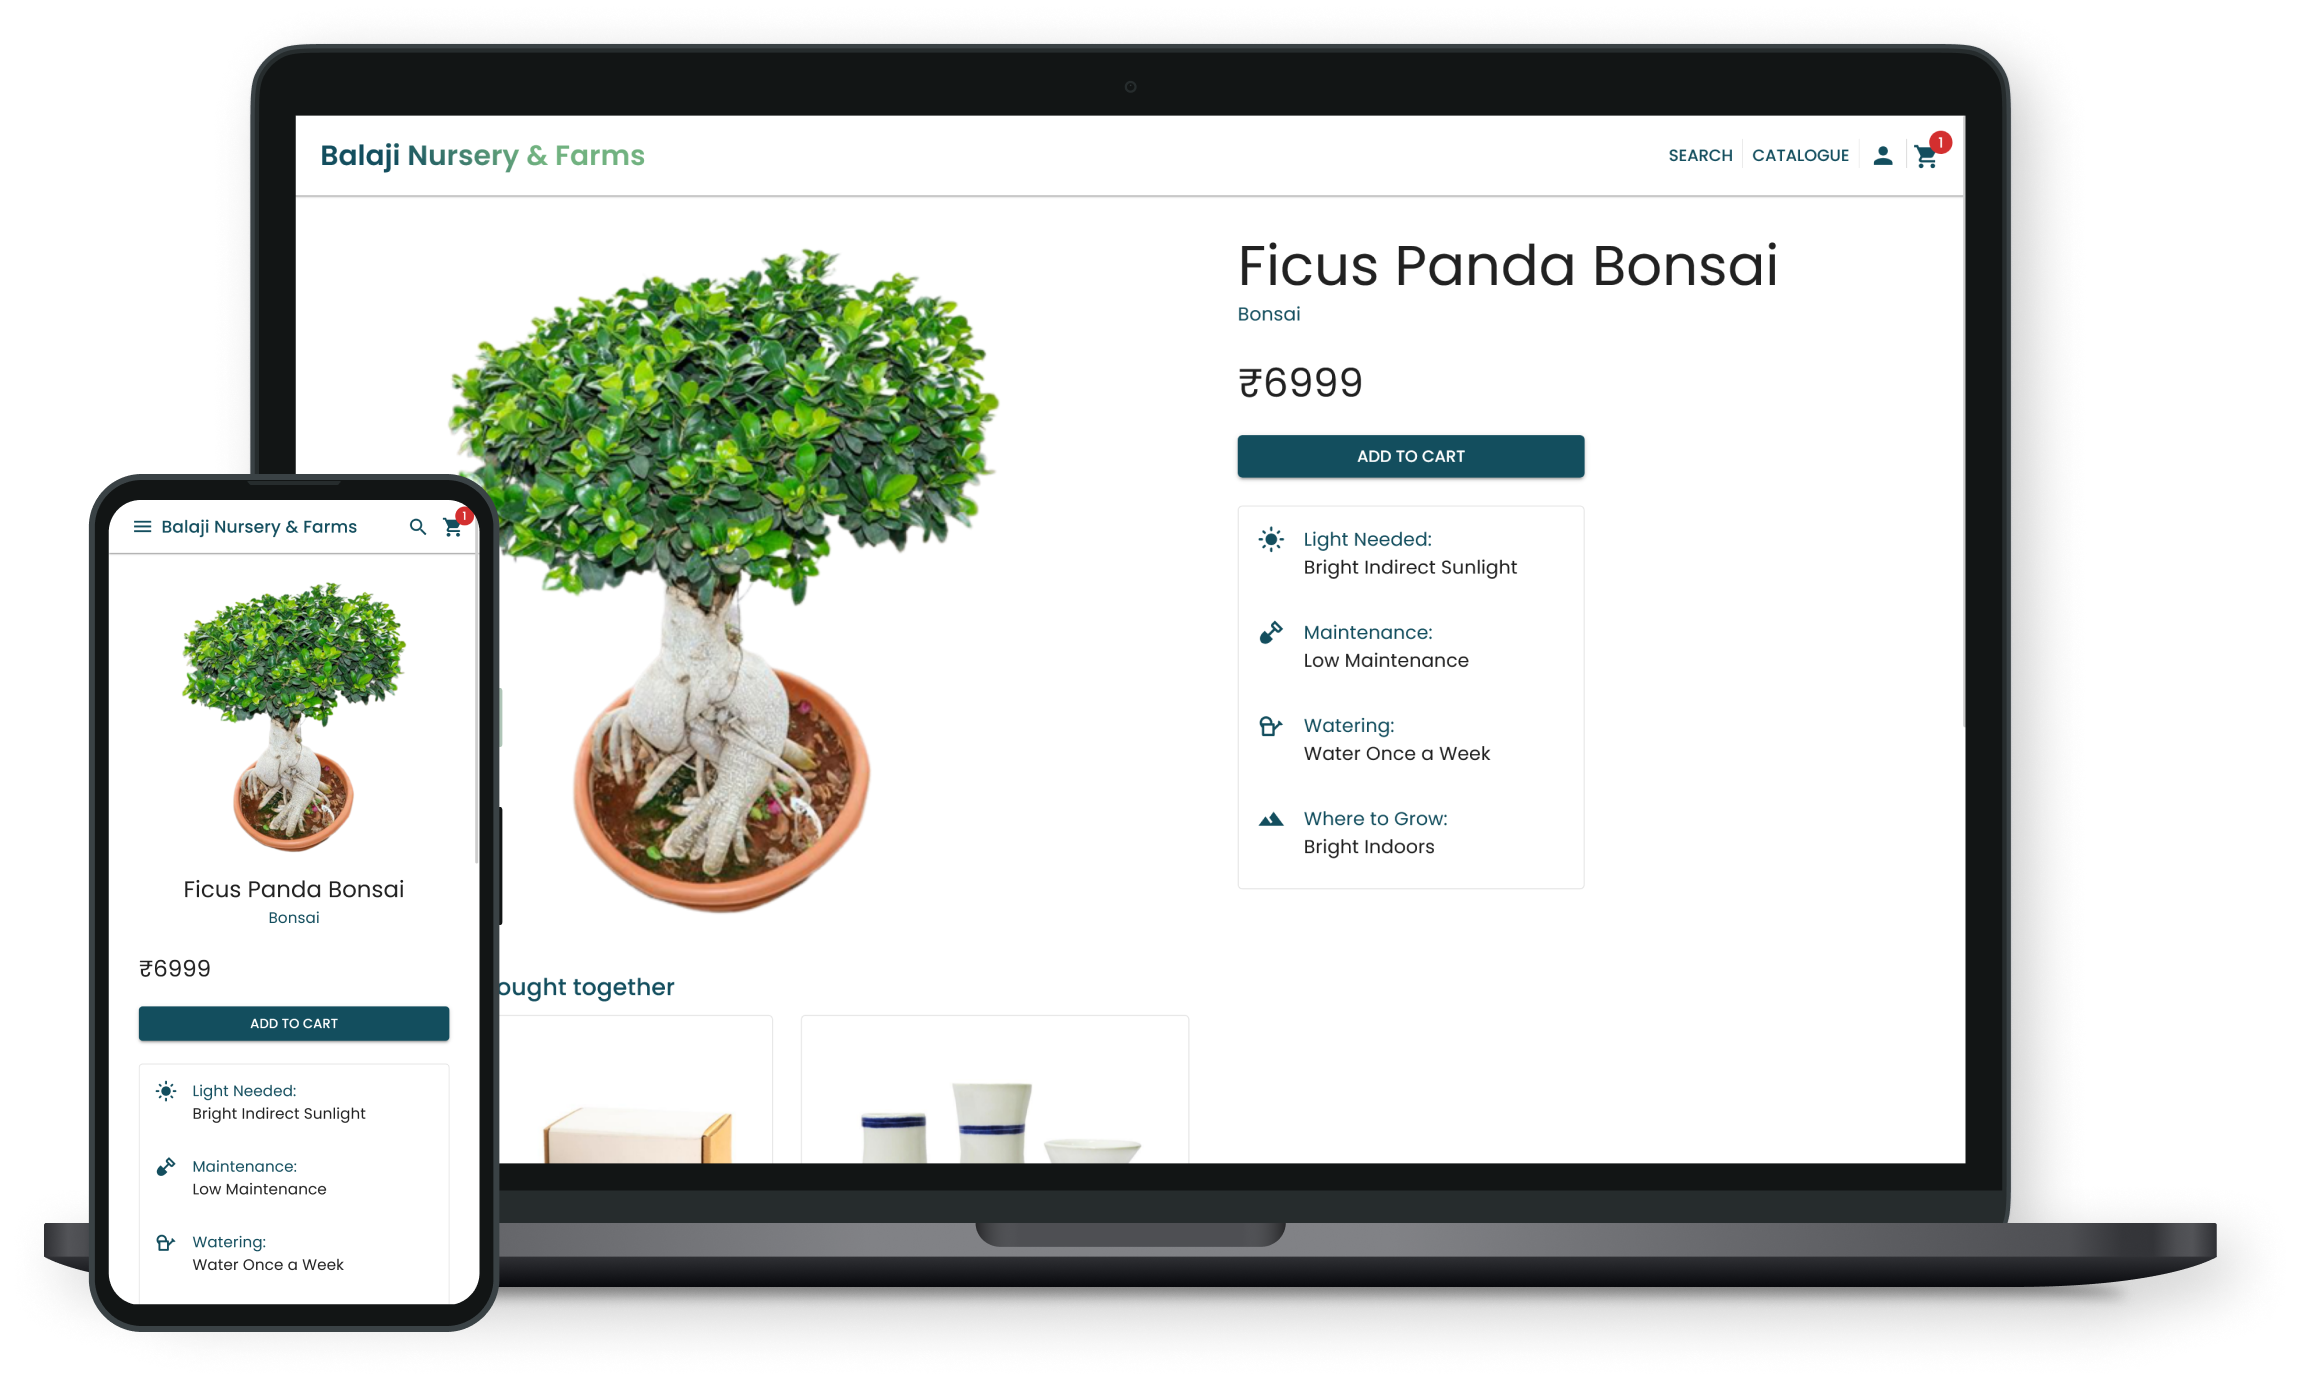 Balaji Nursery & Farms
SEARCH
CATALOGUE
1
Ficus Panda Bonsai
Bonsai
₹6999
ADD TO CART
Light Needed:
Bright Indirect Sunlight
Maintenance:
Low Maintenance
Watering:
Water Once a Week
Where to Grow:
Bright Indoors
ought together
Balaji Nursery & Farms
1
Ficus Panda Bonsai
Bonsai
₹6999
ADD TO CART
Light Needed:
Bright Indirect Sunlight
Maintenance:
Low Maintenance
Watering:
Water Once a Week